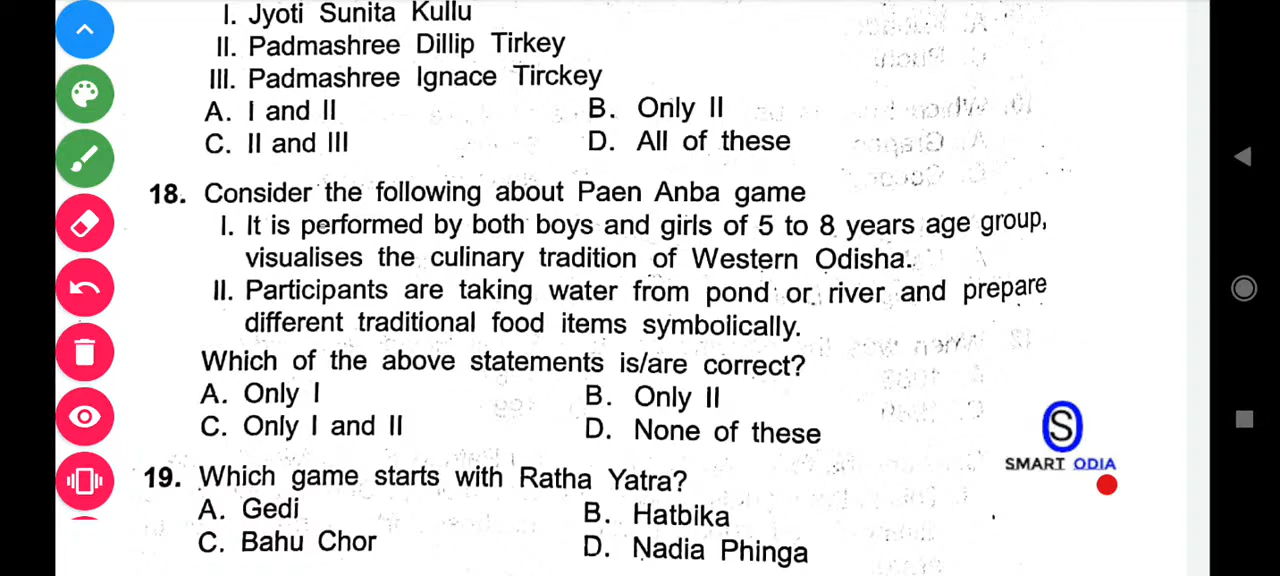 I. Jyoti Sunita Kullu
II. Padmashree Dillip Tirkey
III. Padmashree Ignace Tirckey
A. I and II B. Only II
C. II and III D. All of these
18. Consider the following about Paen Anba game
I. It is performed by both boys and girls of 5 to 8 years age group,
visualises the culinary tradition of Western Odisha.
II. Participants are taking water from pond or river and prepare
different traditional food items symbolically.
Which of the above statements is/are correct?
A. Only I B. Only II
C. Only I and II D. None of these
S
SMART ODIA
19. Which game starts with Ratha Yatra?
A. Gedi B. Hatbika
C. Bahu Chor D. Nadia Phinga